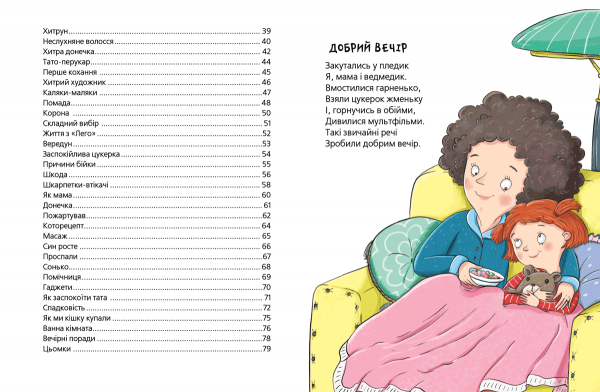 Хитрун 39
Неслухняне волосся 40
Хитра донечка 42
Тато-перукар 44
Перше кохання 45
Хитрий художник 46
Каляки-маляки 47
Помада 48
Корона 50
Складний вибір 51
Життя з «Лего» 52
Вередун 53
Заспокійлива цукерка 54
Причини бійки 55
Шкода 56
Шкарпетки-втікачі 58
Як мама 60
Донечка 61
Пожартував 62
Которецепт 64
Масаж 65
Син росте 66
Проспали 67
Сонько 68
Помічниця 69
Гаджети 70
Як заспокоїти тата 71
Спадковість 72
Як ми кішку купали 75
Ванна кімната 76
Вечірні поради 78
Цьомки 79
ДОБРИЙ ВЕЧІР
Закутались у пледик
Я, мама і ведмедик.
Вмостилися гарненько,
Взяли цукерок жменьку
І, горнучись в обійми,
Дивилися мультфільми.
Такі звичайні речі
Зробили добрим вечір.